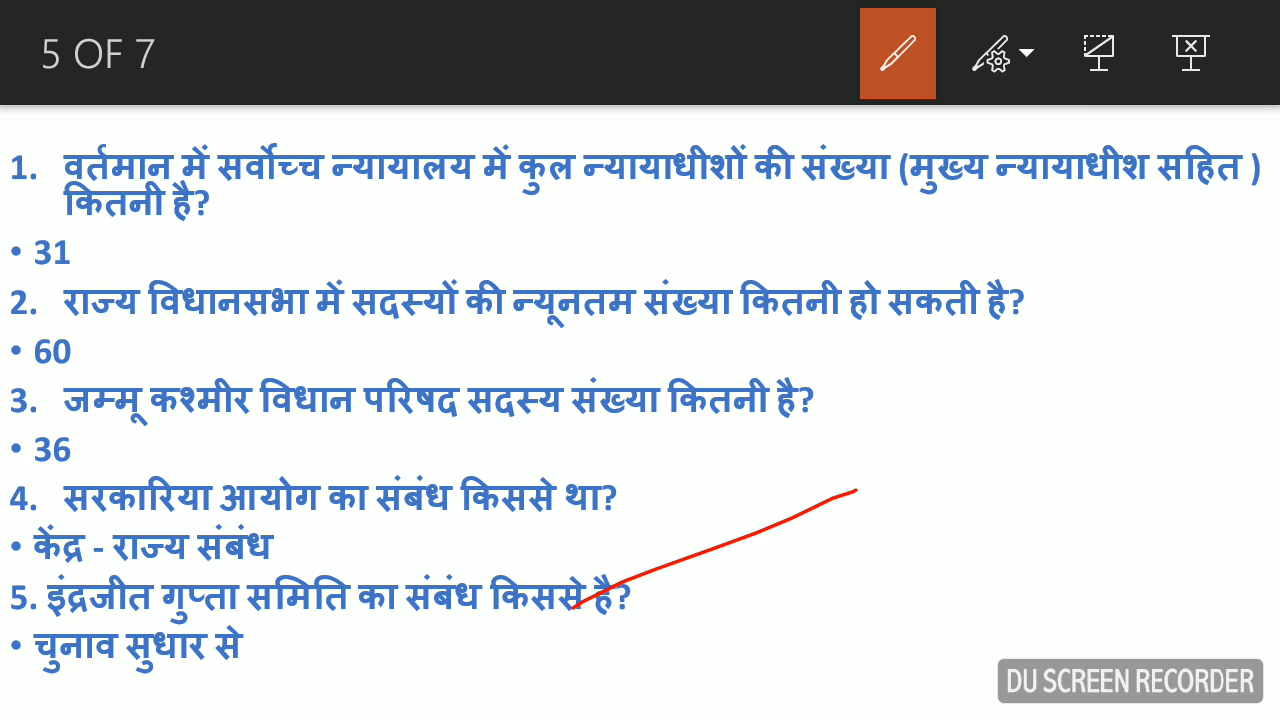 5 OF 7
1. वर्तमान में सर्वोच्च न्यायालय में कुल न्यायाधीशों की संख्या (मुख्य न्यायाधीश सहित )
कितनी है?
• 31
2. राज्य विधानसभा में सदस्यों की न्यूनतम संख्या कितनी हो सकती है?
• 60
3. जम्मू कश्मीर विधान परिषद सदस्य संख्या कितनी है?
• 36
4. सरकारिया आयोग का संबंध किससे था?
• केंद्र - राज्य संबंध
5. इंद्रजीत गुप्ता समिति का संबंध किससे है?
• चुनाव सुधार से
DU SCREEN RECORDER